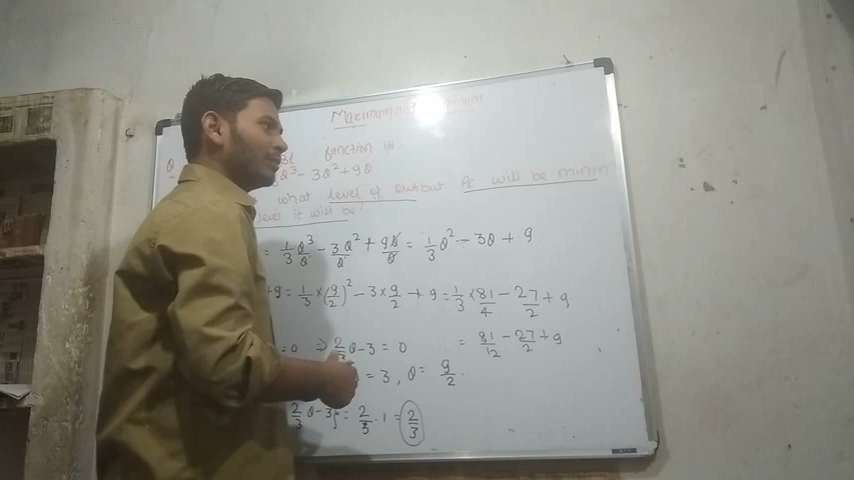 Maximum
Q function is
Q³ - 3Q² + 9Q
what level of output AC will be minim
level it will be?
= 1/3 Q³/Q - 3Q²/Q + 9Q/Q = 1/3 Q² - 3Q + 9
+9 = 1/3 × (9/2)² - 3 × 9/2 + 9 = 1/3 × 81/4 - 27/2 + 9
= 81/12 - 27/2 + 9
= 0 ⇒ 2/3 Q - 3 = 0
= 3, Q = 9/2.
2/3 Q - 3} = 2/3 . 1 = 2/3